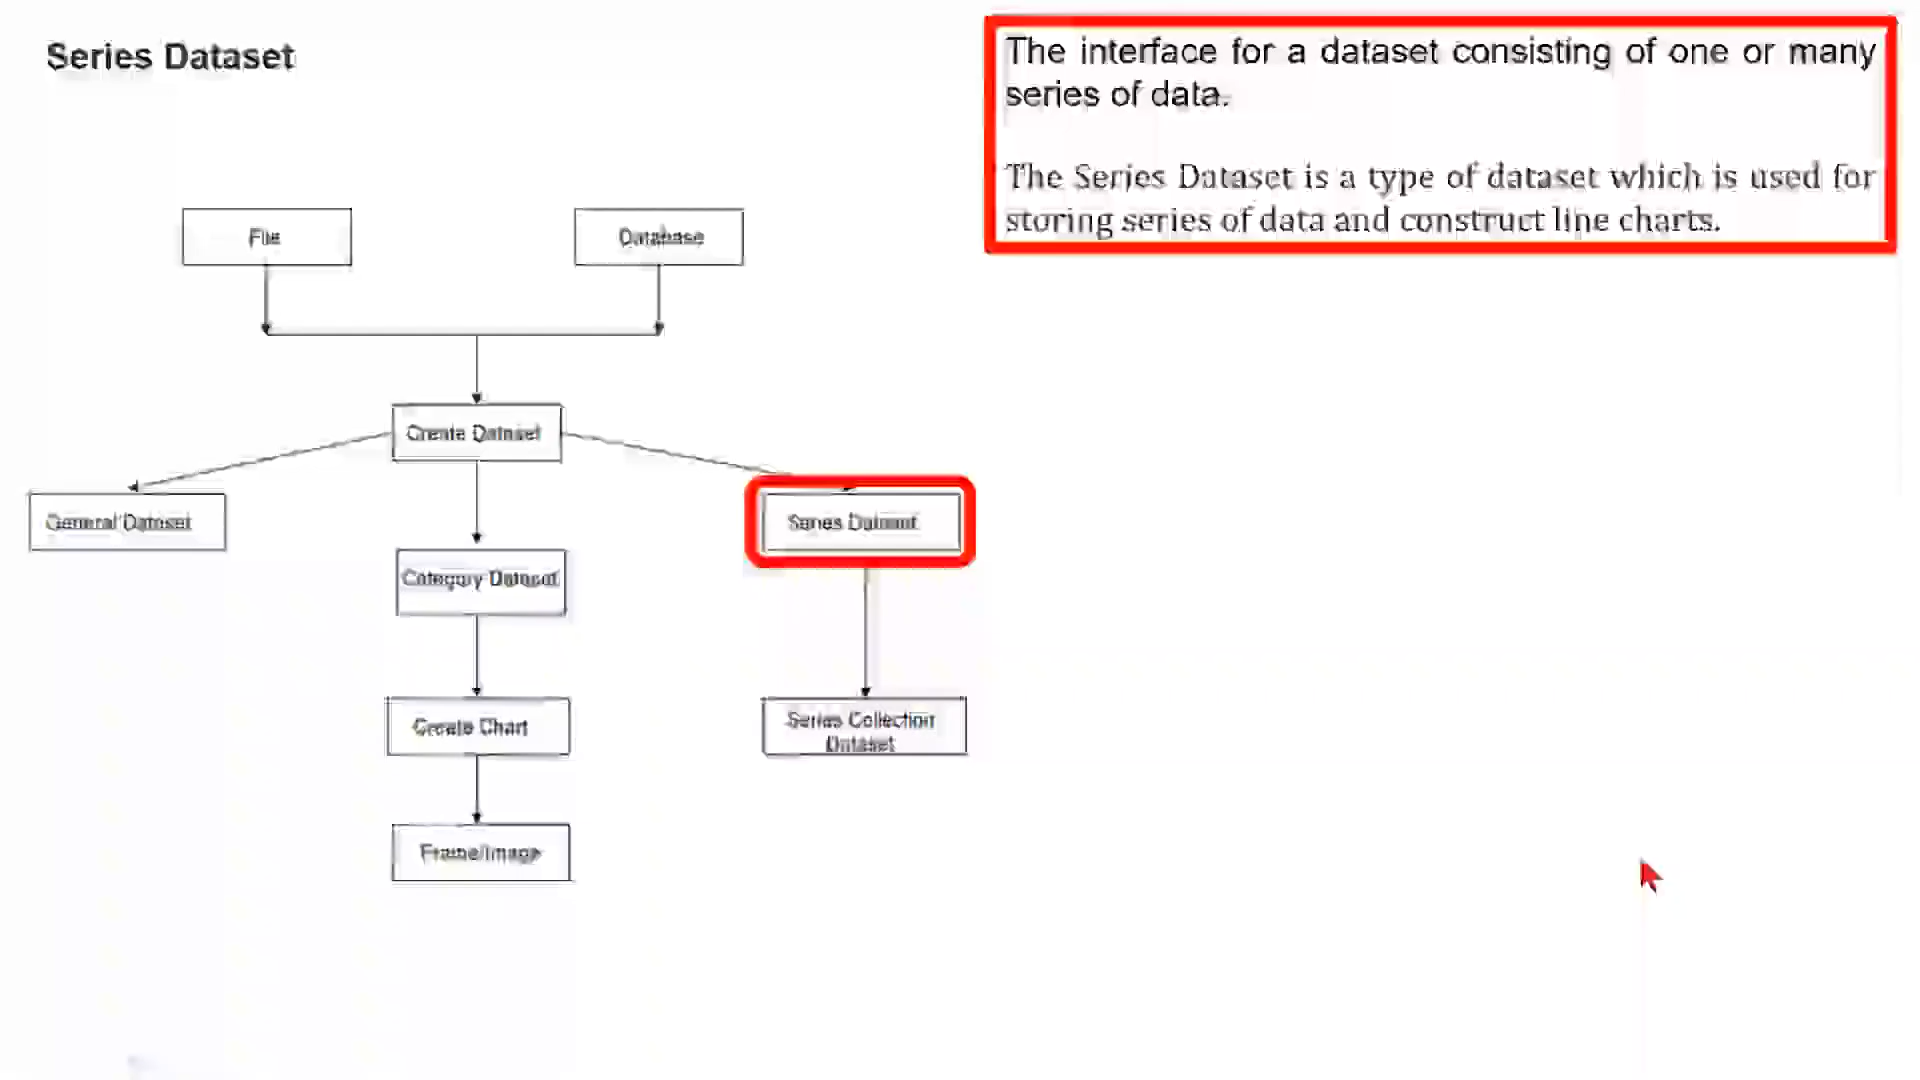 Series Dataset
The interface for a dataset consisting of one or many
series of data.
The Series Dataset is a type of dataset which is used for
storing series of data and construct line charts.
File
Database
Create Dataset
General Dataset
Series Dataset
Category Dataset
Create Chart
Series Collection
Dataset
Frame/Image